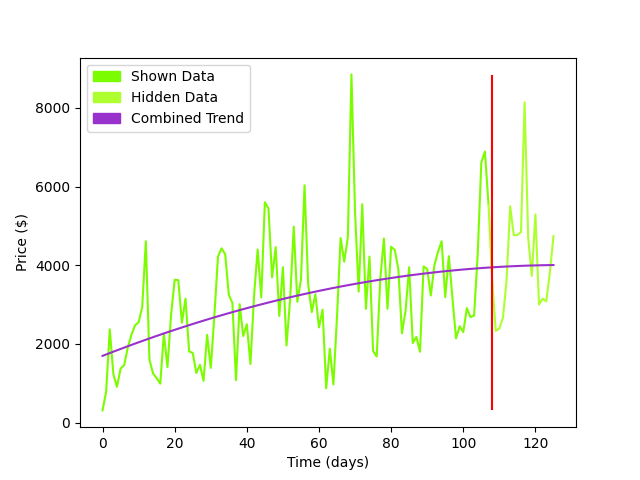 Shown Data
Hidden Data
Combined Trend
8000
6000
4000
2000
0
Price ($)
0 20 40 60 80 100 120
Time (days)